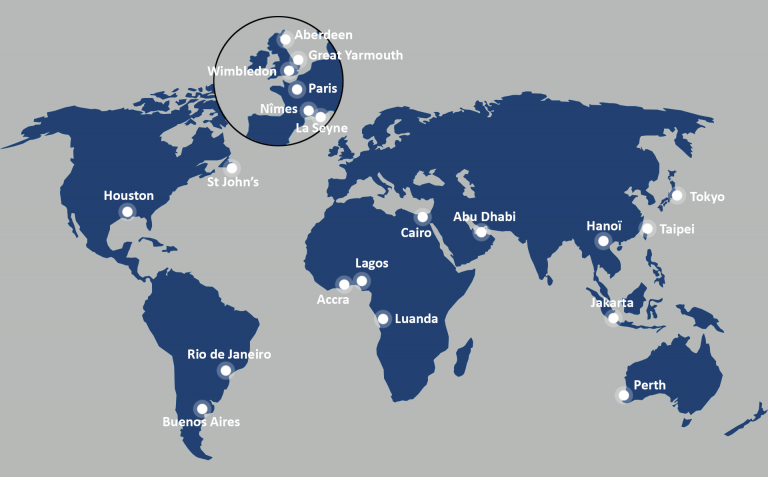 Aberdeen
Great Yarmouth
Wimbledon
Paris
Nîmes
La Seyne
St John's
Houston
Tokyo
Abu Dhabi
Hanoï
Taipei
Cairo
Lagos
Accra
Jakarta
Luanda
Rio de Janeiro
Perth
Buenos Aires